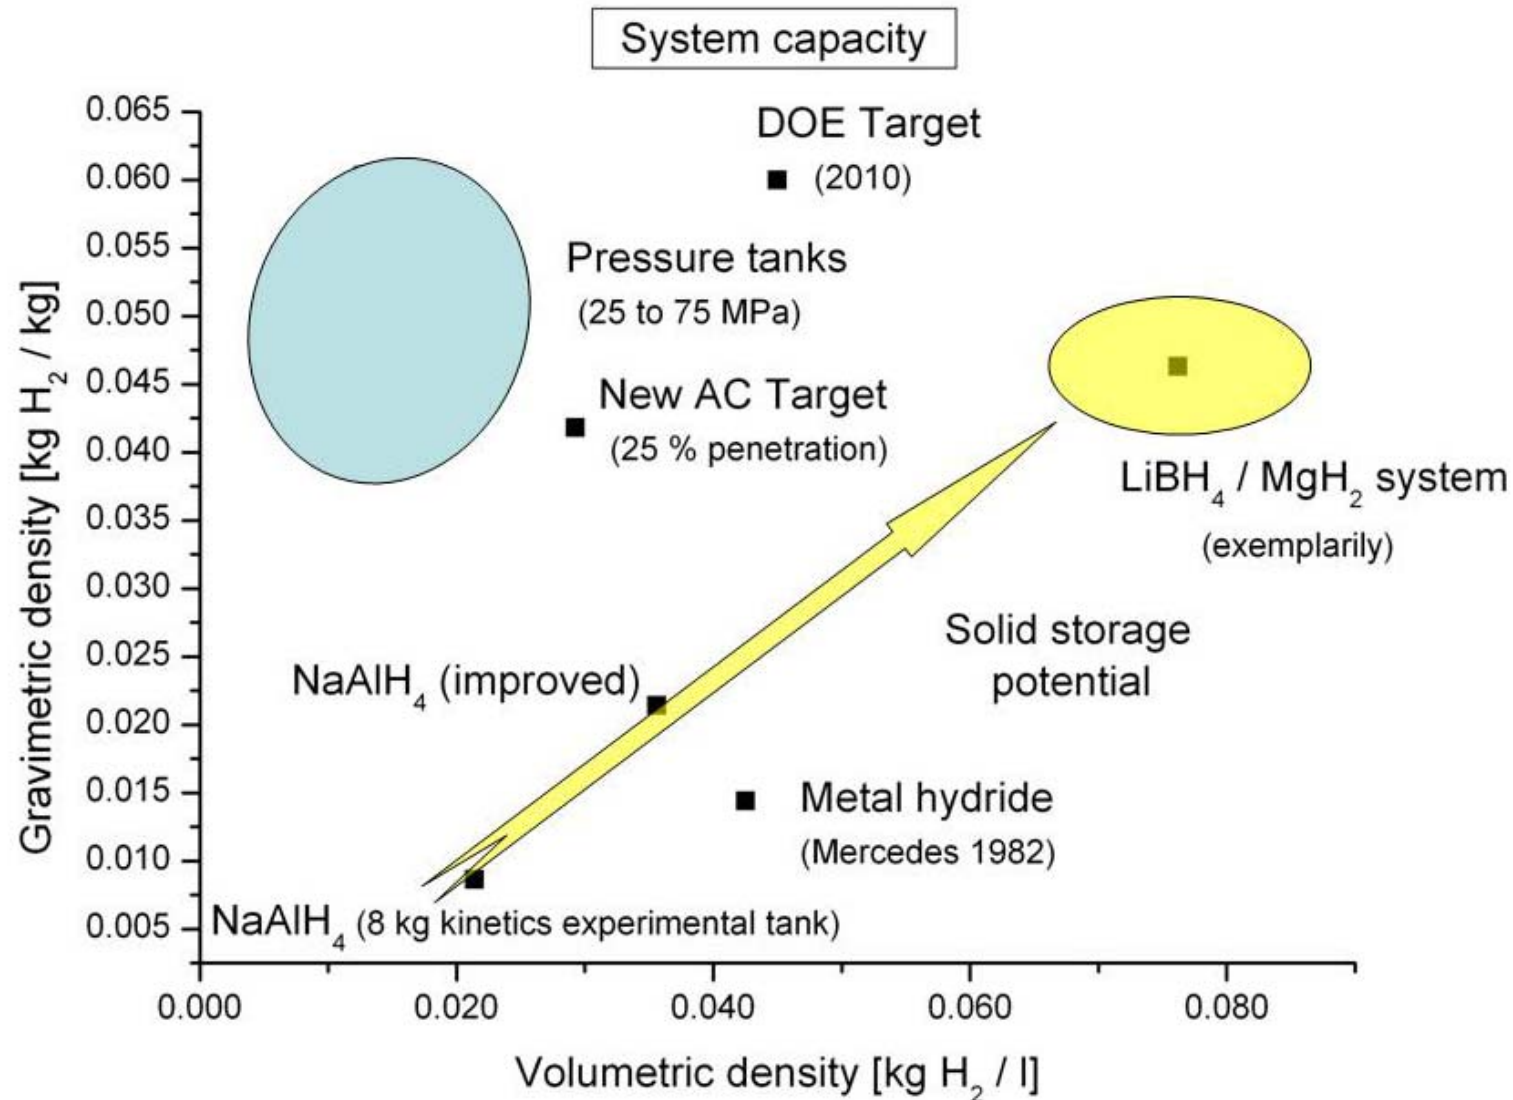 System capacity
0.065
0.060
0.055
0.050
0.045
0.040
0.035
0.030
0.025
0.020
0.015
0.010
0.005
Gravimetric density [kg H₂ / kg]
DOE Target
(2010)
Pressure tanks
(25 to 75 MPa)
New AC Target
(25 % penetration)
LiBH₄ / MgH₂ system
(exemplarily)
Solid storage
potential
NaAlH₄ (improved)
Metal hydride
(Mercedes 1982)
NaAlH₄ (8 kg kinetics experimental tank)
0.000 0.020 0.040 0.060 0.080
Volumetric density [kg H₂ / l]